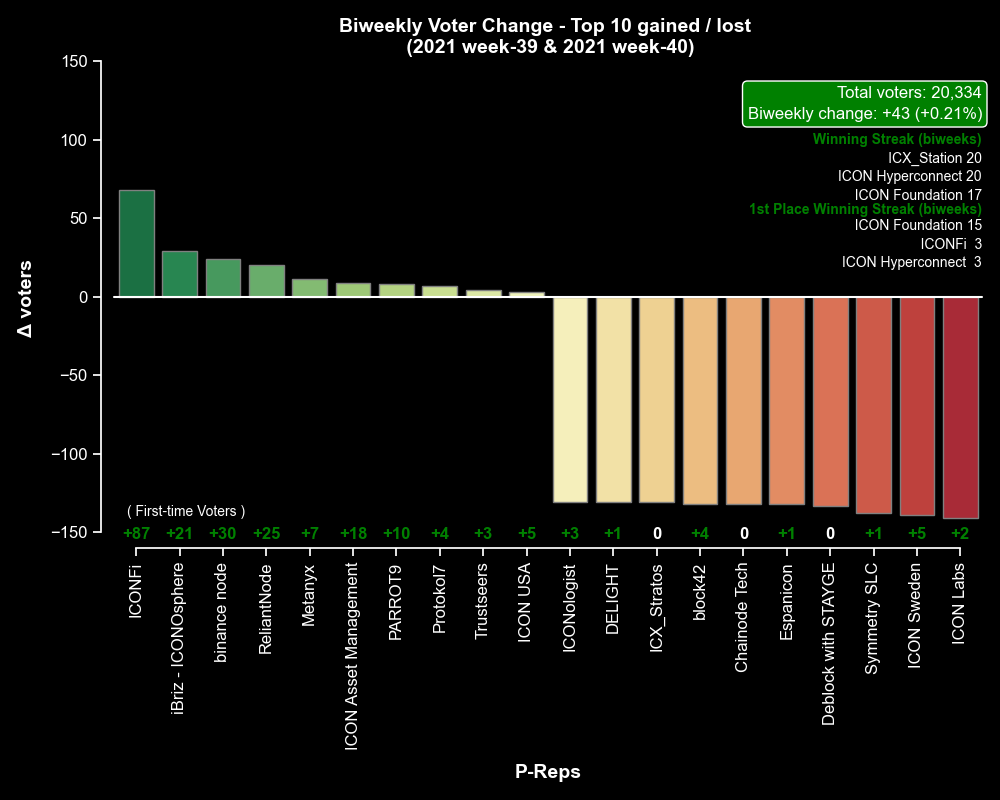 Biweekly Voter Change - Top 10 gained / lost
(2021 week-39 & 2021 week-40)
Total voters: 20,334
Biweekly change: +43 (+0.21%)
Winning Streak (biweeks)
ICX_Station 20
ICON Hyperconnect 20
ICON Foundation 17
1st Place Winning Streak (biweeks)
ICON Foundation 15
ICONFi 3
ICON Hyperconnect 3
Δ voters
150
100
50
0
−50
−100
−150
( First-time Voters )
+87 +21 +30 +25 +7 +18 +10 +4 +3 +5 +3 +1 0 +4 0 +1 0 +1 +5 +2
ICONFi
iBriz - ICONOsphere
binance node
ReliantNode
Metanyx
ICON Asset Management
PARROT9
Protokol7
Trustseers
ICON USA
ICONologist
DELIGHT
ICX_Stratos
block42
Chainode Tech
Espanicon
Deblock with STAYGE
Symmetry SLC
ICON Sweden
ICON Labs
P-Reps